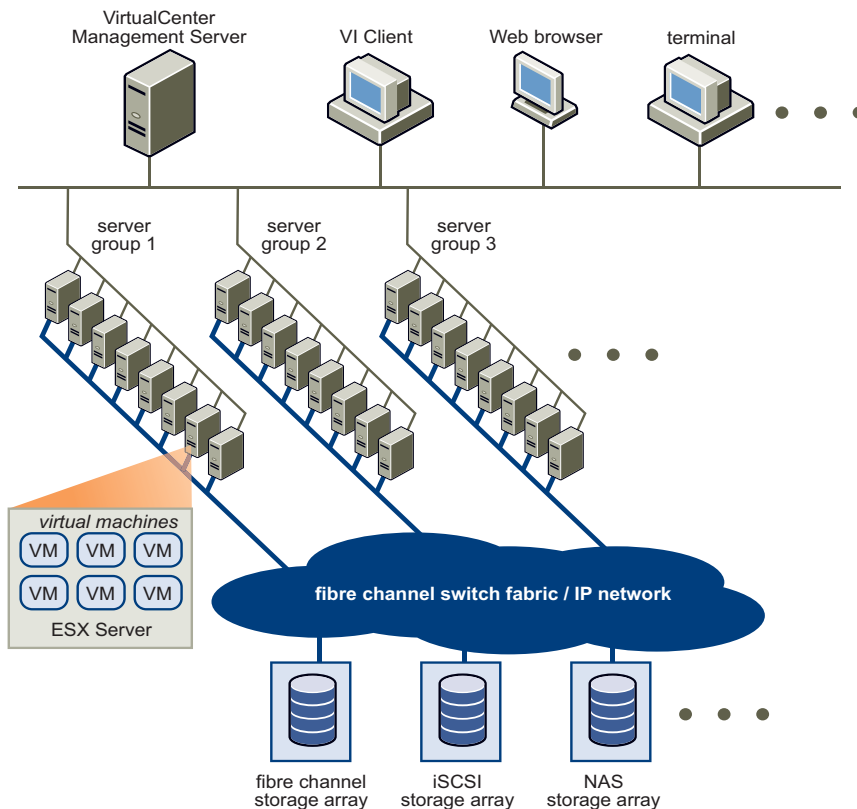 VirtualCenter
Management Server
VI Client
Web browser
terminal
server
group 1
server
group 2
server
group 3
virtual machines
VM VM VM
VM VM VM
ESX Server
fibre channel switch fabric / IP network
fibre channel
storage array
iSCSI
storage array
NAS
storage array